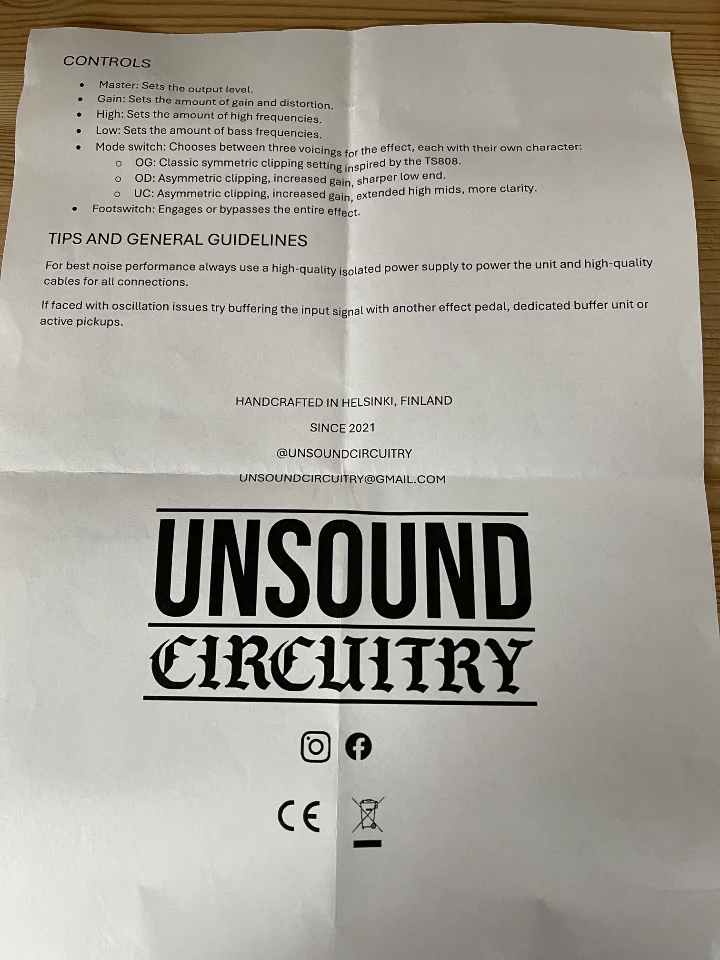 CONTROLS
• Master: Sets the output level.
• Gain: Sets the amount of gain and distortion.
• High: Sets the amount of high frequencies.
• Low: Sets the amount of bass frequencies.
• Mode switch: Chooses between three voicings for the effect, each with their own character:
o OG: Classic symmetric clipping setting inspired by the TS808.
o OD: Asymmetric clipping, increased gain, sharper low end.
o UC: Asymmetric clipping, increased gain, extended high mids, more clarity.
• Footswitch: Engages or bypasses the entire effect.
TIPS AND GENERAL GUIDELINES
For best noise performance always use a high-quality isolated power supply to power the unit and high-quality
cables for all connections.
If faced with oscillation issues try buffering the input signal with another effect pedal, dedicated buffer unit or
active pickups.
HANDCRAFTED IN HELSINKI, FINLAND
SINCE 2021
@UNSOUNDCIRCUITRY
UNSOUNDCIRCUITRY@GMAIL.COM
UNSOUND
CIRCUITRY
CE